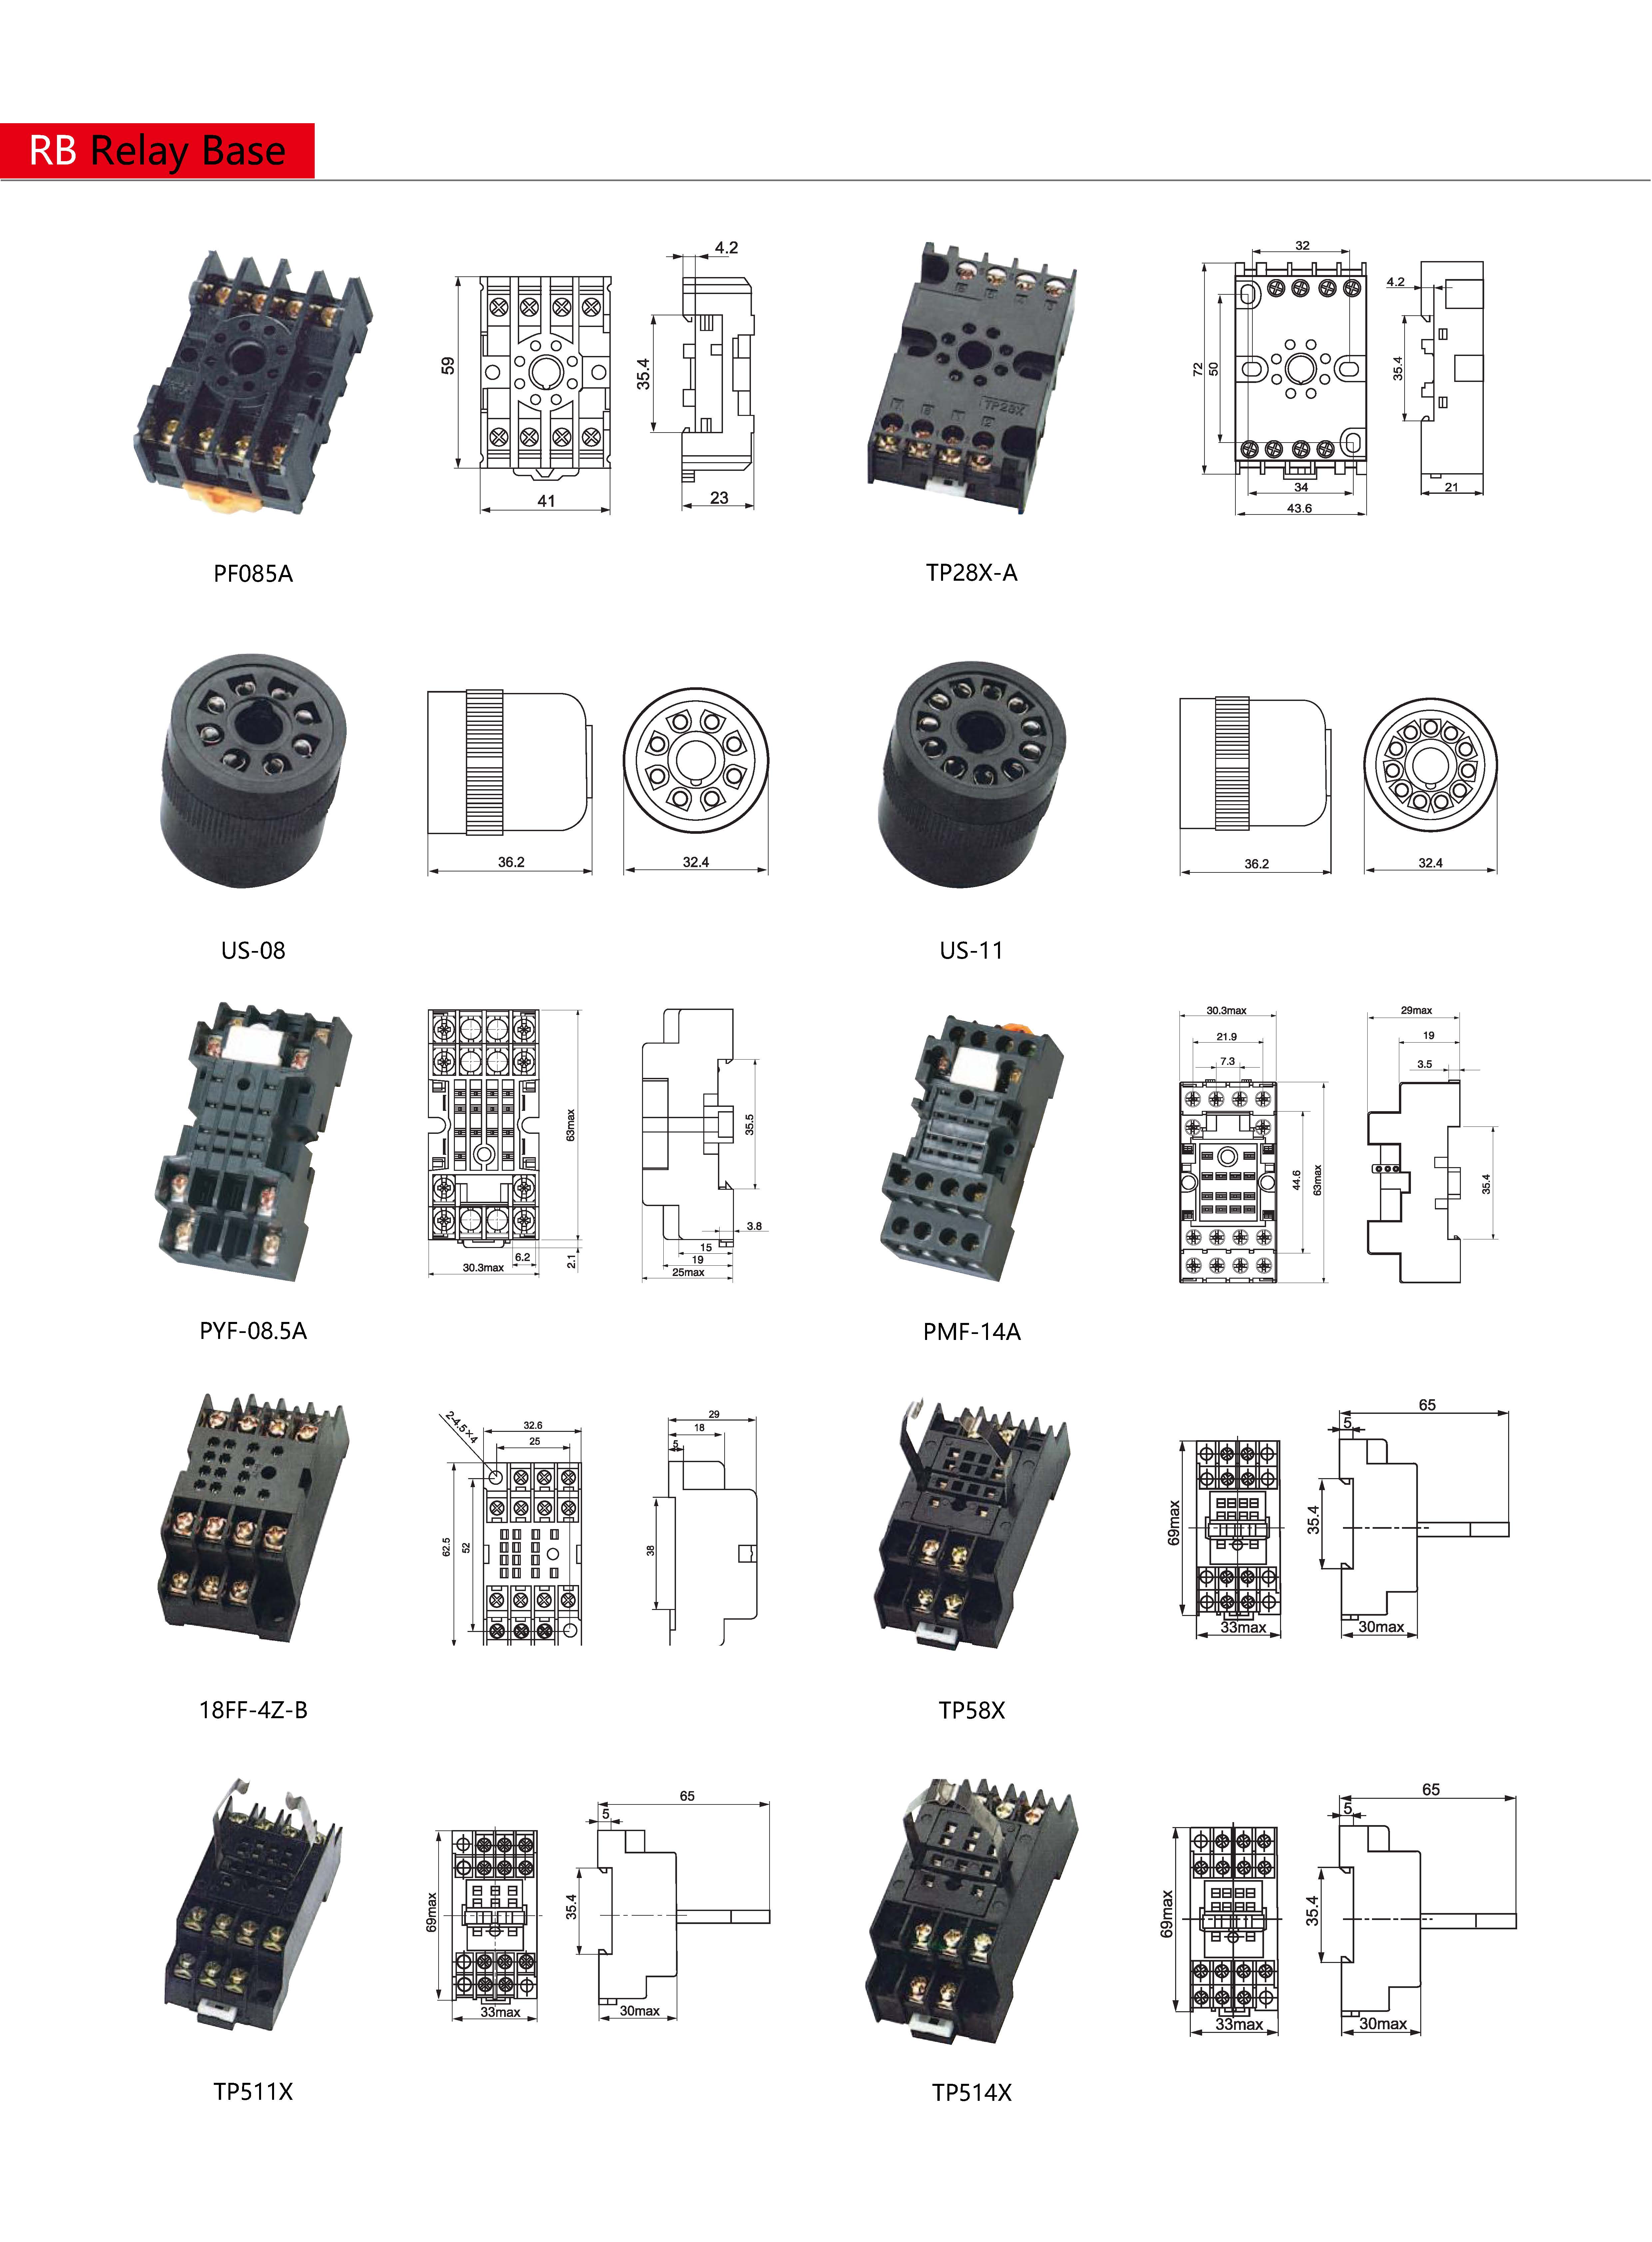 RB Relay Base
4.2
59
35.4
41
23
PF085A
32
4.2
72
50
35.4
34
43.6
21
TP28X
TP28X-A
36.2
32.4
US-08
36.2
32.4
US-11
63max
35.5
3.8
6.2
2.1
15
19
30.3max
25max
PYF-08.5A
30.3max
29max
21.9
19
7.3
3.5
44.6
63max
35.4
PMF-14A
2-4.5×4
32.6
25
29
18
5
62.5
52
38
18FF-4Z-B
65
5
69max
35.4
33max
30max
TP58X
65
5
69max
35.4
33max
30max
TP511X
65
5
69max
35.4
33max
30max
TP514X